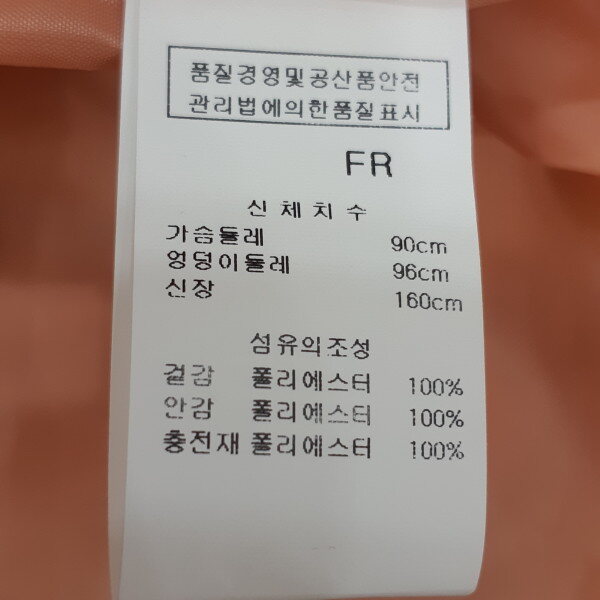 품질경영및공산품안전
관리법에의한품질표시
FR
신체치수
가슴둘레 90cm
엉덩이둘레 96cm
신장 160cm
섬유의조성
겉감 폴리에스터 100%
안감 폴리에스터 100%
충전재 폴리에스터 100%